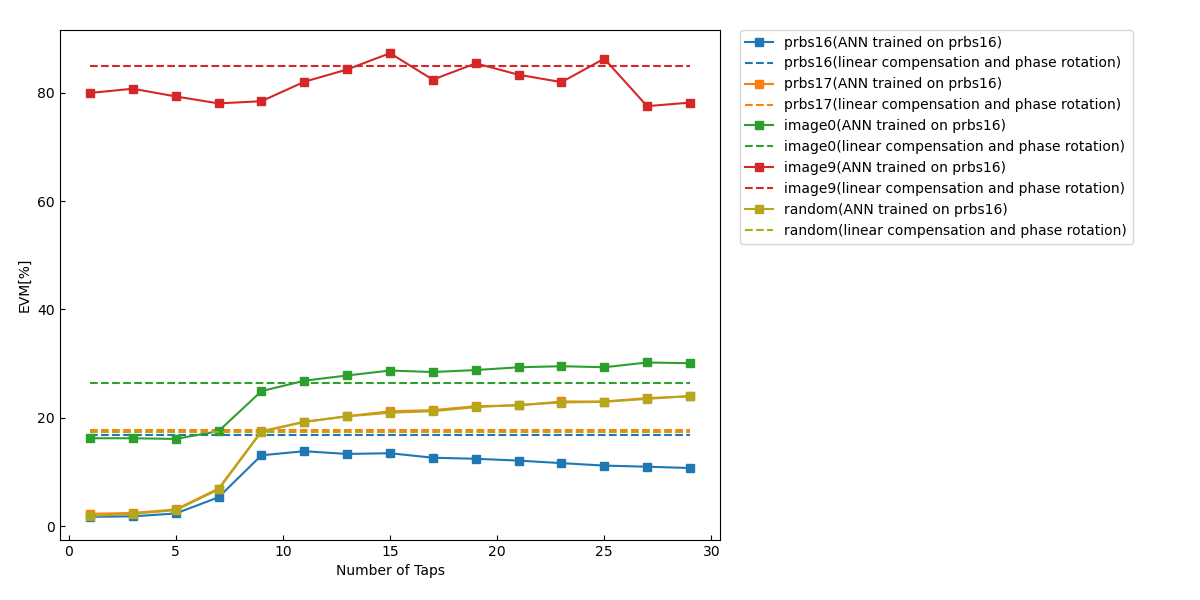 EVM[%]
80
60
40
20
0
0 5 10 15 20 25 30
Number of Taps
prbs16(ANN trained on prbs16)
prbs16(linear compensation and phase rotation)
prbs17(ANN trained on prbs16)
prbs17(linear compensation and phase rotation)
image0(ANN trained on prbs16)
image0(linear compensation and phase rotation)
image9(ANN trained on prbs16)
image9(linear compensation and phase rotation)
random(ANN trained on prbs16)
random(linear compensation and phase rotation)